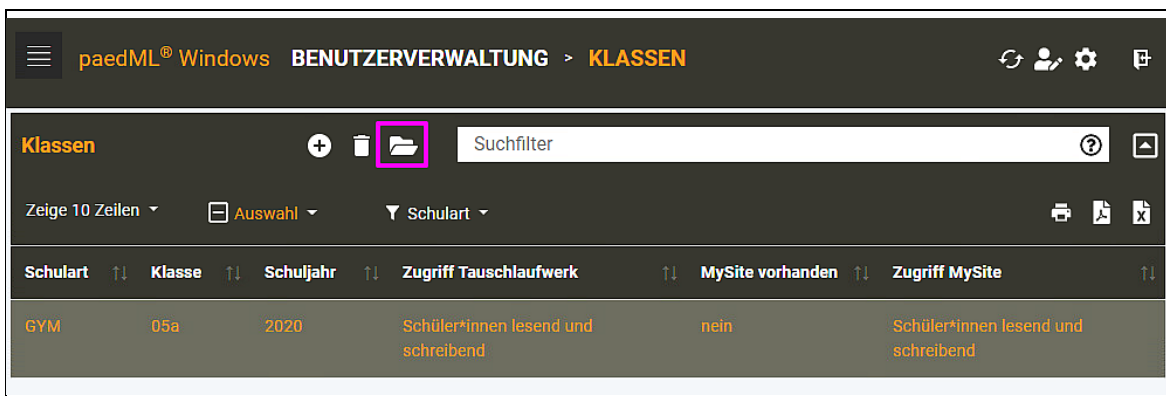 paedML® Windows BENUTZERVERWALTUNG > KLASSEN
Klassen Suchfilter
Zeige 10 Zeilen Auswahl Schulart
Schulart Klasse Schuljahr Zugriff Tauschlaufwerk MySite vorhanden Zugriff MySite
GYM 05a 2020 Schüler*innen lesend und nein Schüler*innen lesend und
schreibend schreibend